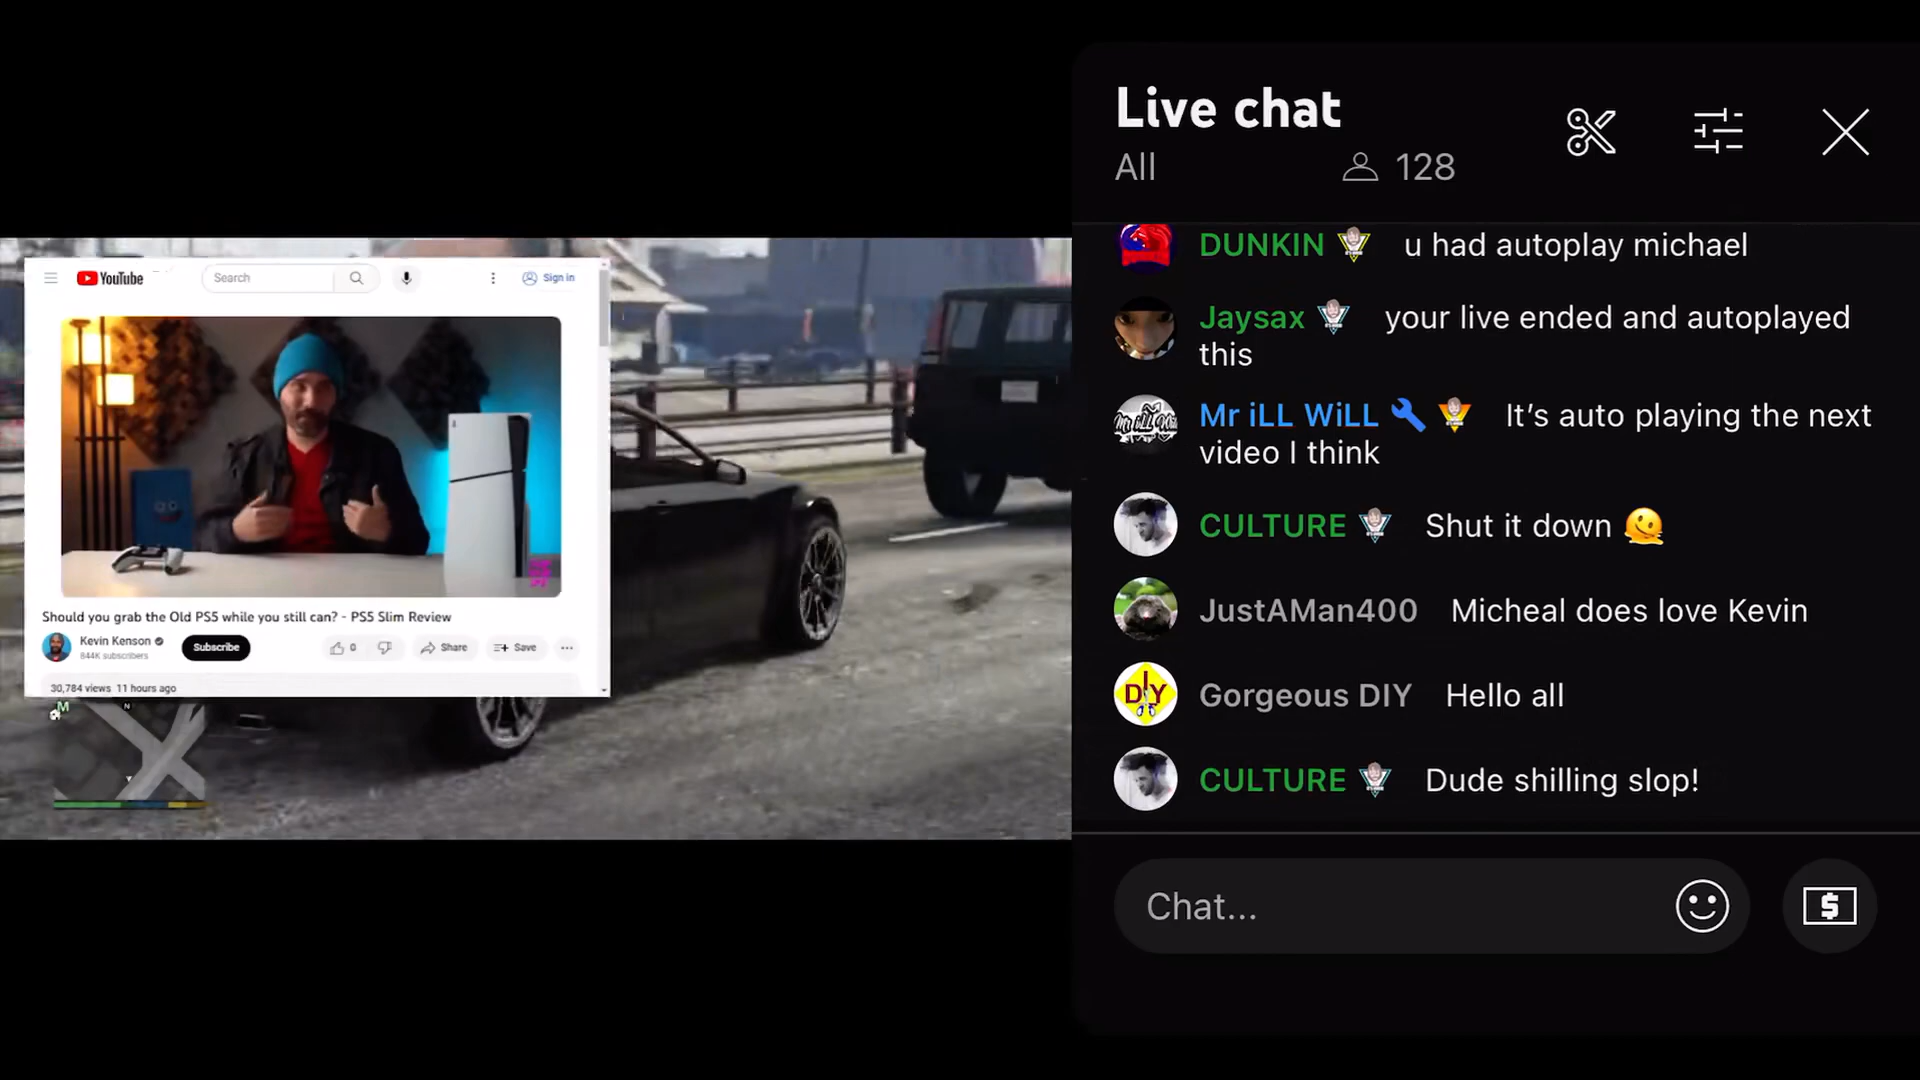 YouTube
Search
Sign in
Should you grab the Old PS5 while you still can? - PS5 Slim Review
Kevin Kenson
844K subscribers
Subscribe
0
Share
Save
30,784 views 11 hours ago
M
N
Live chat
All
128
DUNKIN u had autoplay michael
Jaysax your live ended and autoplayed
this
Mr iLL WiLL It’s auto playing the next
video I think
CULTURE Shut it down 🫠
JustAMan400 Micheal does love Kevin
DIY
Gorgeous DIY Hello all
CULTURE Dude shilling slop!
Chat...
$